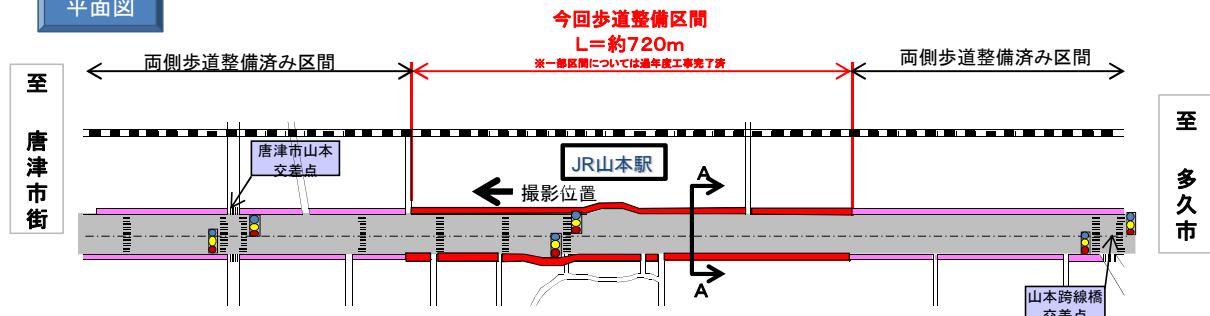 平面図
今回歩道整備区間
L=約720m
※一部区間については過年度工事完了済
両側歩道整備済み区間
両側歩道整備済み区間
至 唐津市街
至 多久市
唐津市山本
交差点
JR山本駅
撮影位置
A
A
山本跨線橋
交差点